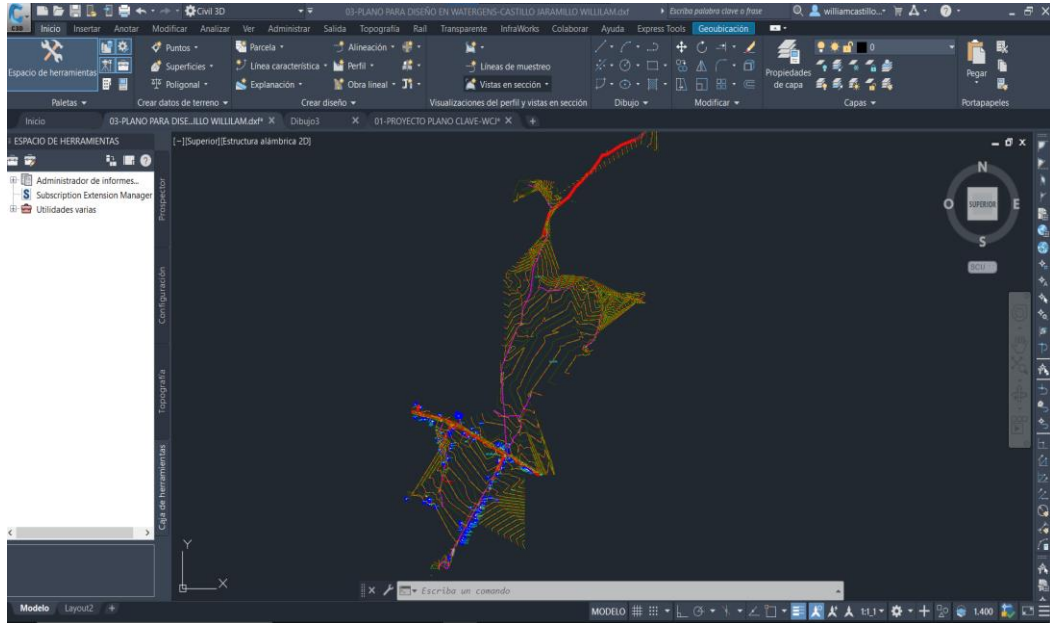 Civil 3D
03-PLANO PARA DISEÑO EN WATERGENS-CASTILLO JARAMILLO WILLILAM.dxf
Escriba palabra clave o frase
williamcastillo...
Inicio Insertar Anotar Modificar Analizar Ver Administrar Salida Topografía Rail Transparente InfraWorks Colaborar Ayuda Express Tools Geoubicación
Espacio de herramientas
Puntos
Superficies
Poligonal
Parcela
Línea característica
Explanación
Alineación
Perfil
Obra lineal
Líneas de muestreo
Vistas en sección
Propiedades de capa
0
Pegar
Paletas Crear datos de terreno Crear diseño Visualizaciones del perfil y vistas en sección Dibujo Modificar Capas Portapapeles
Inicio 03-PLANO PARA DISE...ILLO WILLILAM.dxf* Dibujo3 01-PROYECTO PLANO CLAVE-WCJ*
ESPACIO DE HERRAMIENTAS
[−][Superior][Estructura alámbrica 2D]
Administrador de informes...
Subscription Extension Manager
Utilidades varias
Prospector
Configuración
Topografía
Caja de herramientas
N
O SUPERIOR E
S
SCU
Y
X
Escriba un comando
Modelo Layout2
MODELO 1:1_1 1.400